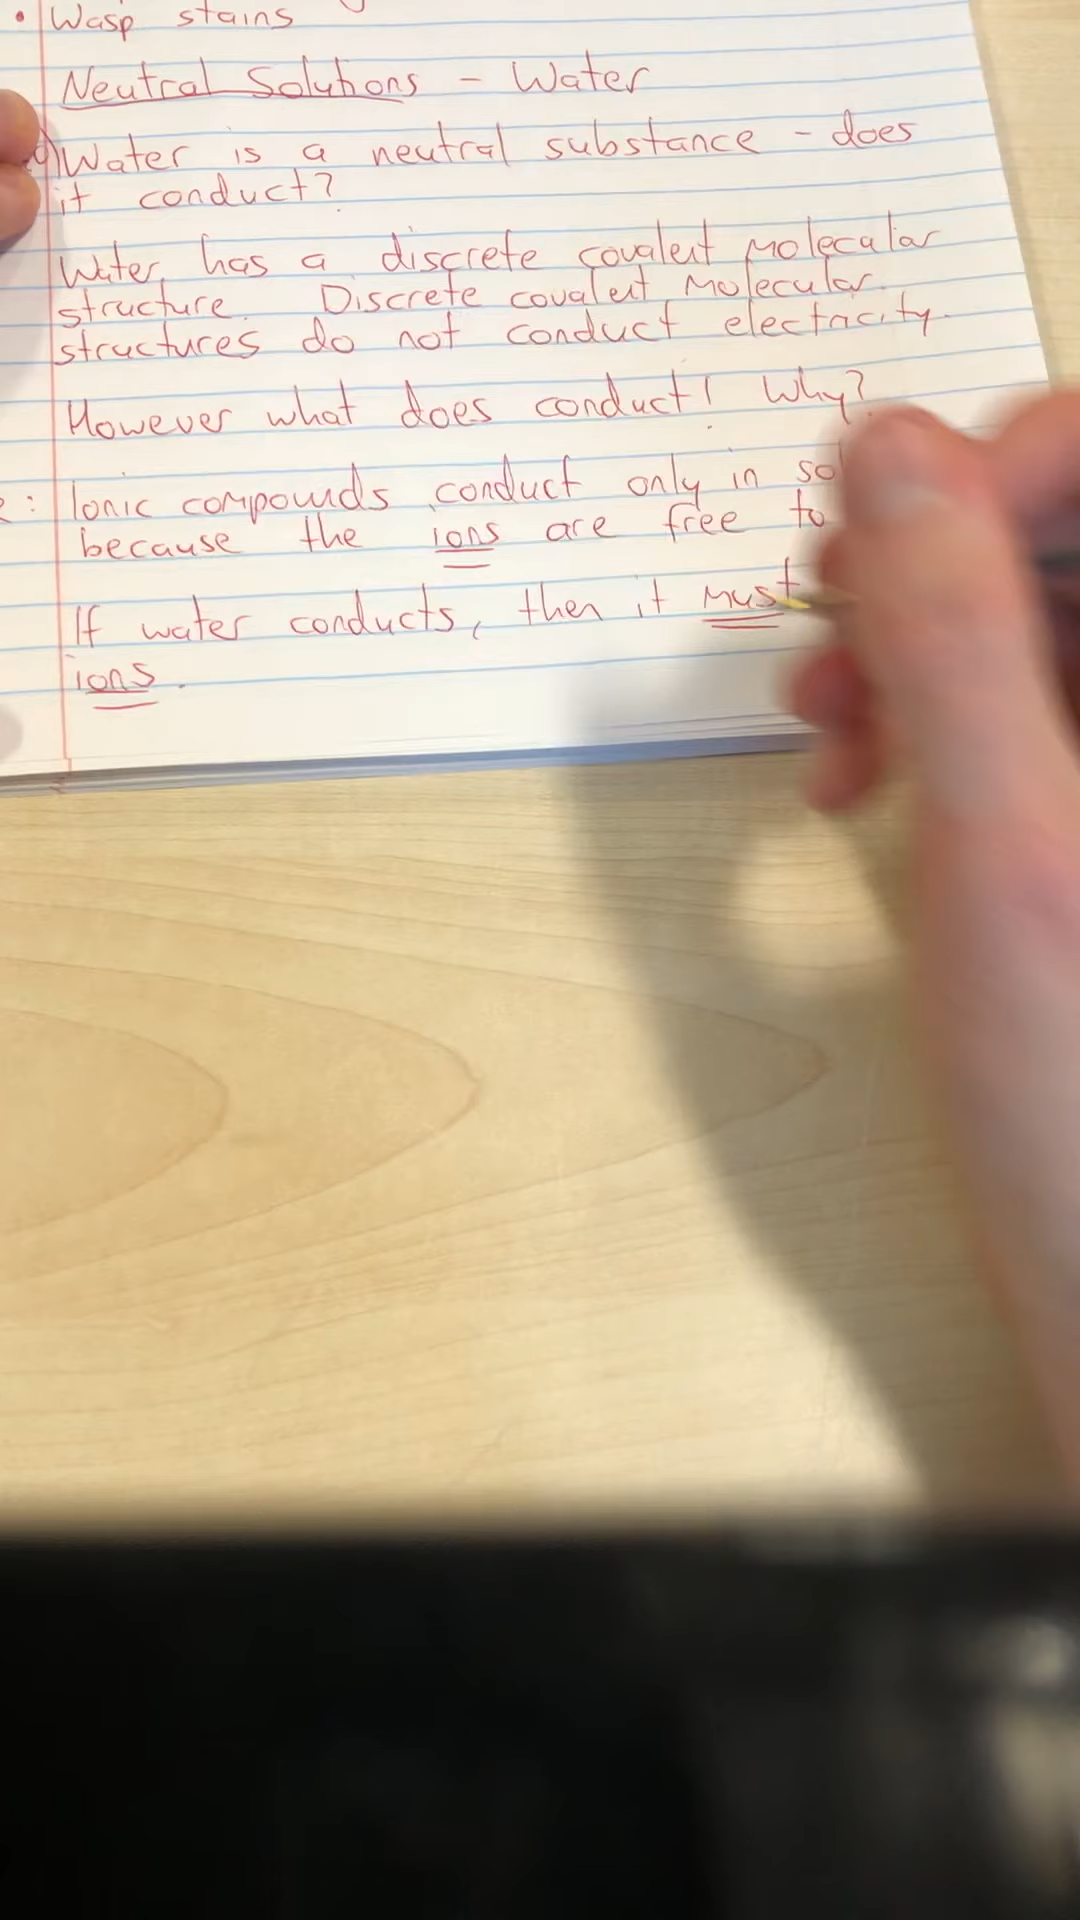 • Wasp stains
Neutral Solutions - Water
Water is a neutral substance - does
it conduct?
Water has a discrete covalent molecular
structure. Discrete covalent molecular
structures do not conduct electricity.
However what does conduct! Why?
: Ionic compounds conduct only in
because the ions are free to
If water conducts, then it must
ions.